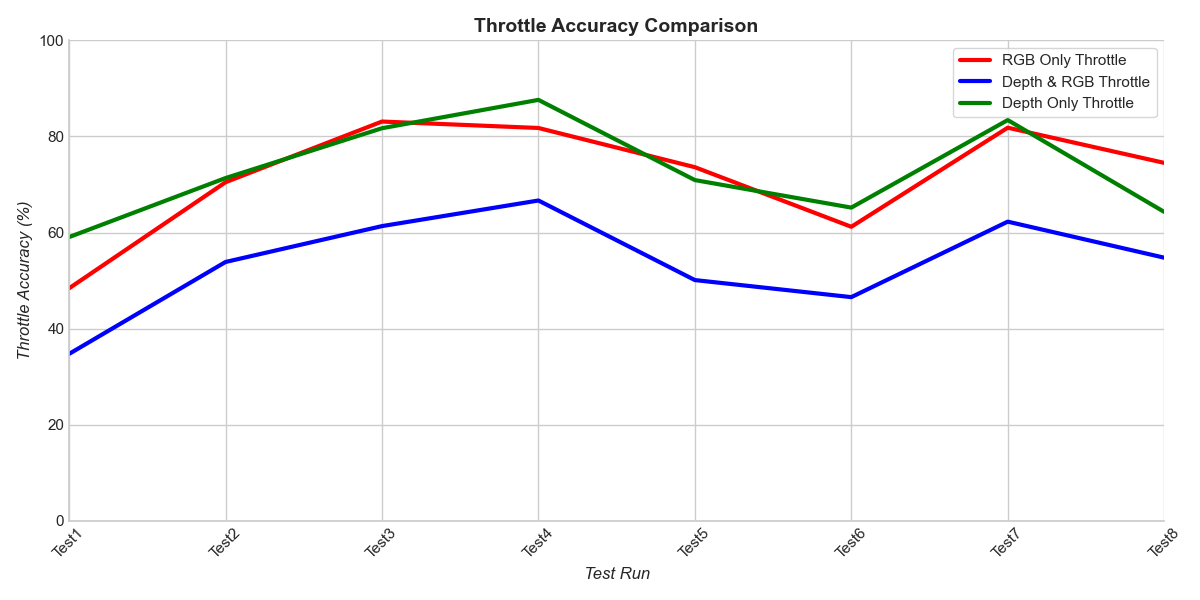 Throttle Accuracy Comparison
100
80
60
40
20
0
Throttle Accuracy (%)
RGB Only Throttle
Depth & RGB Throttle
Depth Only Throttle
Test1
Test2
Test3
Test4
Test5
Test6
Test7
Test8
Test Run